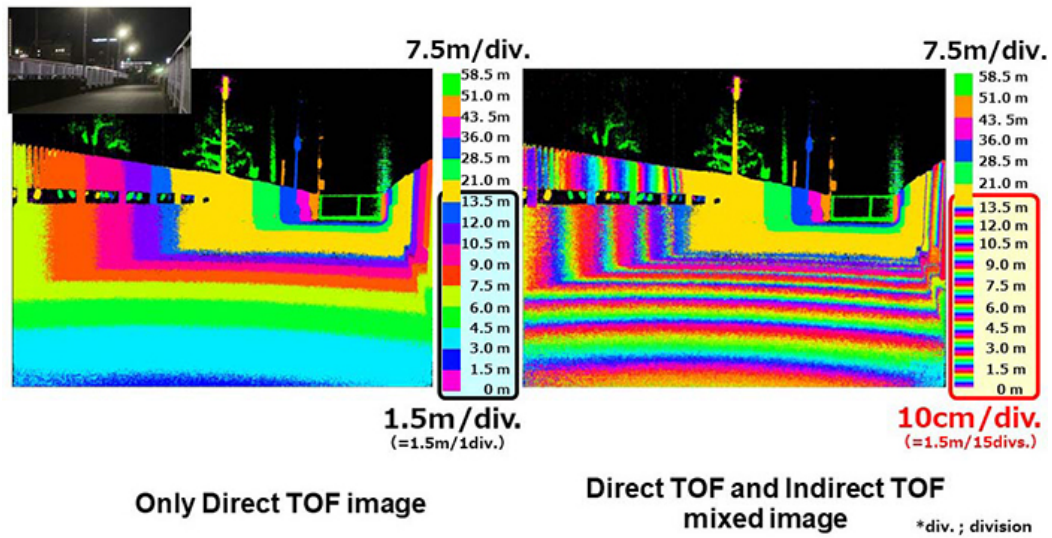 7.5m/div.
58.5 m
51.0 m
43. 5m
36.0 m
28.5 m
21.0 m
13.5 m
12.0 m
10.5 m
9.0 m
7.5 m
6.0 m
4.5 m
3.0 m
1.5 m
0 m
1.5m/div.
(=1.5m/1div.)
Only Direct TOF image
7.5m/div.
58.5 m
51.0 m
43. 5m
36.0 m
28.5 m
21.0 m
13.5 m
12.0 m
10.5 m
9.0 m
7.5 m
6.0 m
4.5 m
3.0 m
1.5 m
0 m
10cm/div.
(=1.5m/15divs.)
Direct TOF and Indirect TOF
mixed image
*div. ; division